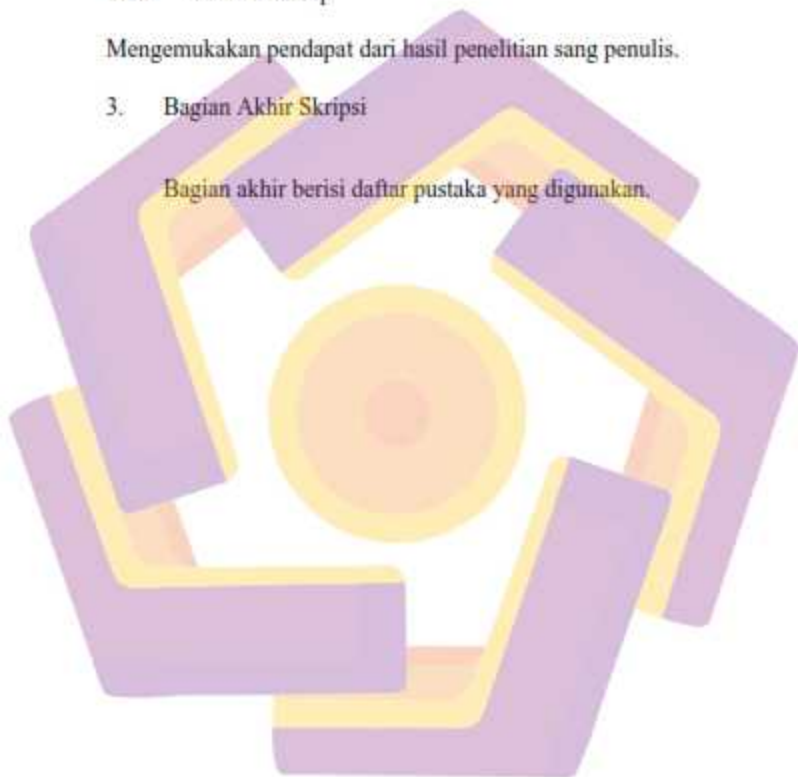 Mengemukakan pendapat dari hasil penelitian sang penulis.
3. Bagian Akhir Skripsi
Bagian akhir berisi daftar pustaka yang digunakan.